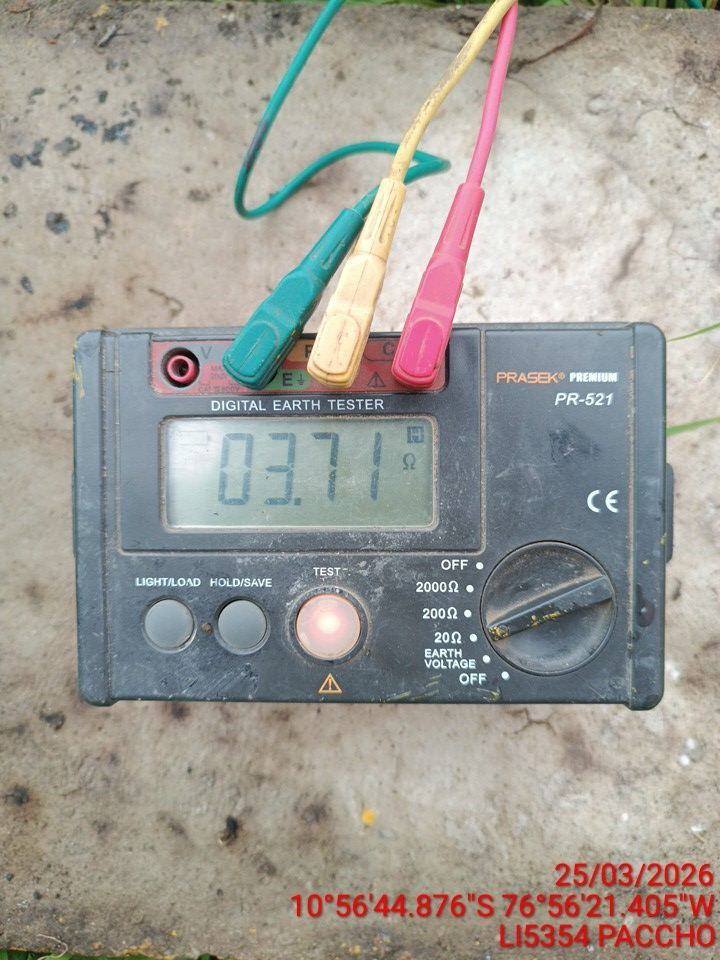 V
E
C
PRASEK® PREMIUM
PR-521
DIGITAL EARTH TESTER
03.71
H
Ω
CE
LIGHT/LOAD HOLD/SAVE
TEST
OFF
2000Ω
200Ω
20Ω
EARTH
VOLTAGE
OFF
25/03/2026
10°56'44.876"S 76°56'21.405"W
LI5354 PACCHO